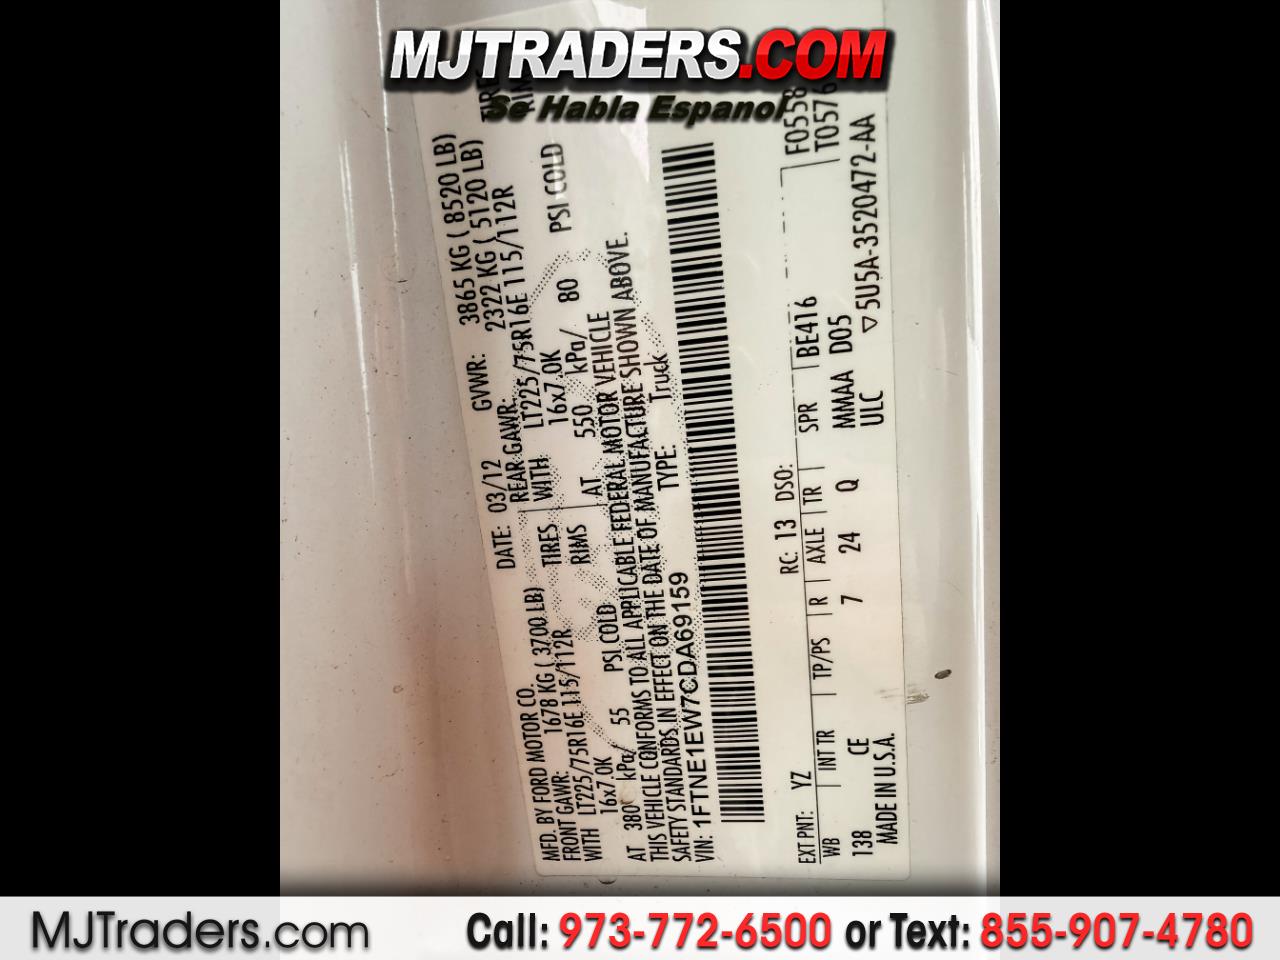 MJTRADERS.COM
Se Habla Espanol
MFD. BY FORD MOTOR CO.
DATE: 03/12 GVWR: 3865 KG ( 8520 LB)
FRONT GAWR: 1678 KG ( 3700 LB) REAR GAWR: 2322 KG ( 5120 LB)
WITH LT225/75R16E 115/112R TIRES WITH LT225/75R16E 115/112R TIRE
16x7.0K RIMS 16x7.0K
AT 380 kPa/ 55 PSI COLD AT 550 kPa/ 80 PSI COLD
THIS VEHICLE CONFORMS TO ALL APPLICABLE FEDERAL MOTOR VEHICLE
SAFETY STANDARDS IN EFFECT ON THE DATE OF MANUFACTURE SHOWN ABOVE.
VIN: 1FTNE1EW7CDA69159 TYPE: Truck
F0558
T0576
EXT PNT: YZ RC: 13 DSO:
WB INT TR TP/PS R AXLE TR SPR BE416
138 CE 7 24 Q MMAA D05
ULC
MADE IN U.S.A. ▽5U5A-3520472-AA
MJTraders.com Call: 973-772-6500 or Text: 855-907-4780